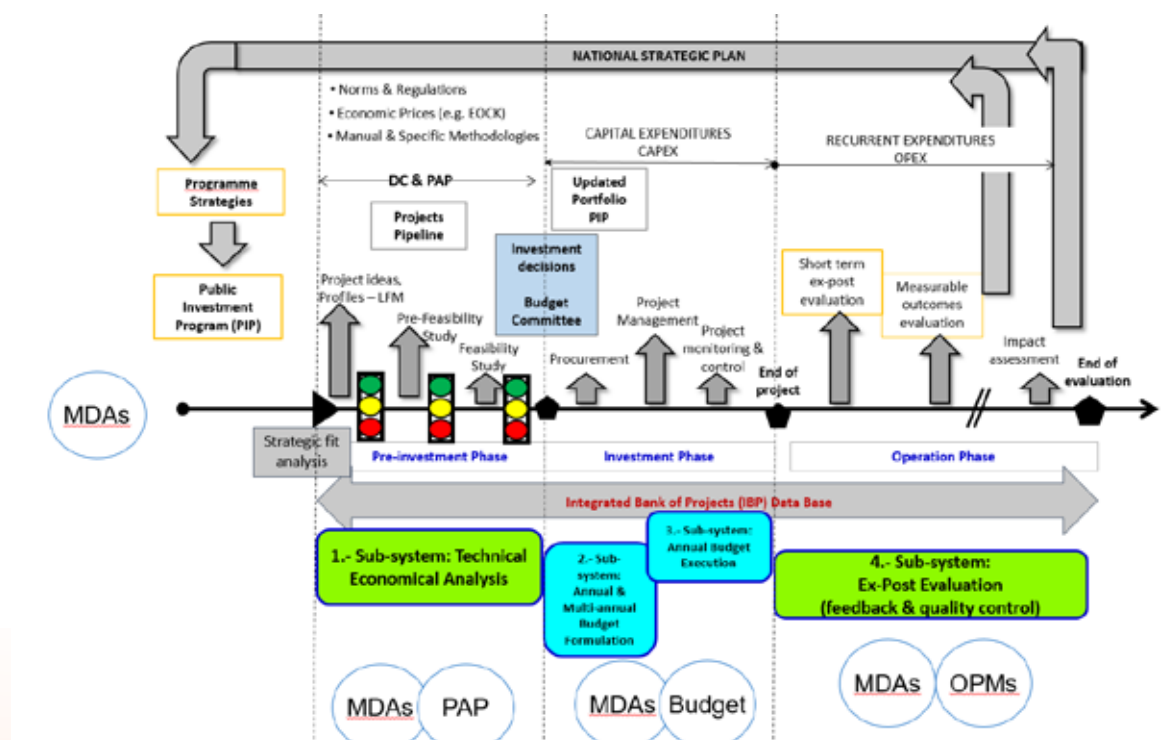 NATIONAL STRATEGIC PLAN
• Norms & Regulations
• Economic Prices (e.g. EOCK)
• Manual & Specific Methodologies
CAPITAL EXPENDITURES
CAPEX
RECURRENT EXPENDITURES
OPEX
Programme
Strategies
DC & PAP
Updated
Portfolio
PIP
Projects
Pipeline
Investment
decisions
Budget
Committee
Public
Investment
Program (PIP)
Project ideas,
Profiles – LFM
Pre-Feasibility
Study
Feasibility
Study
Procurement
Project
Management
Project
monitoring &
control
End of
project
Short term
ex-post
evaluation
Measurable
outcomes
evaluation
Impact
assessment
End of
evaluation
MDAs
Strategic fit
analysis
Pre-investment Phase
Investment Phase
Operation Phase
Integrated Bank of Projects (IBP) Data Base
1.- Sub-system: Technical
Economical Analysis
2.- Sub-
system:
Annual &
Multi-annual
Budget
Formulation
3.- Sub-system:
Annual Budget
Execution
4.- Sub-system:
Ex-Post Evaluation
(feedback & quality control)
MDAs
PAP
MDAs
Budget
MDAs
OPMs